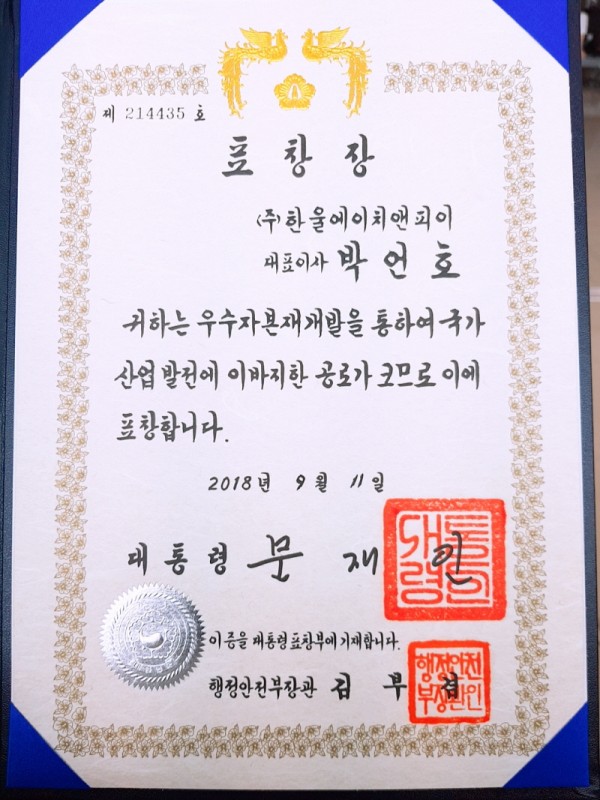 제 214435 호
표창장
(주)한울에이치앤피이
대표이사 박언호
귀하는 우수자본재개발을 통하여 국가
산업 발전에 이바지한 공로가 크므로 이에
표창합니다.
2018년 9월 11일
대통령 문재인
대통령의인
이 증을 대통령표창부에 기재합니다.
행정안전부장관 김부겸
행정안전부장관인